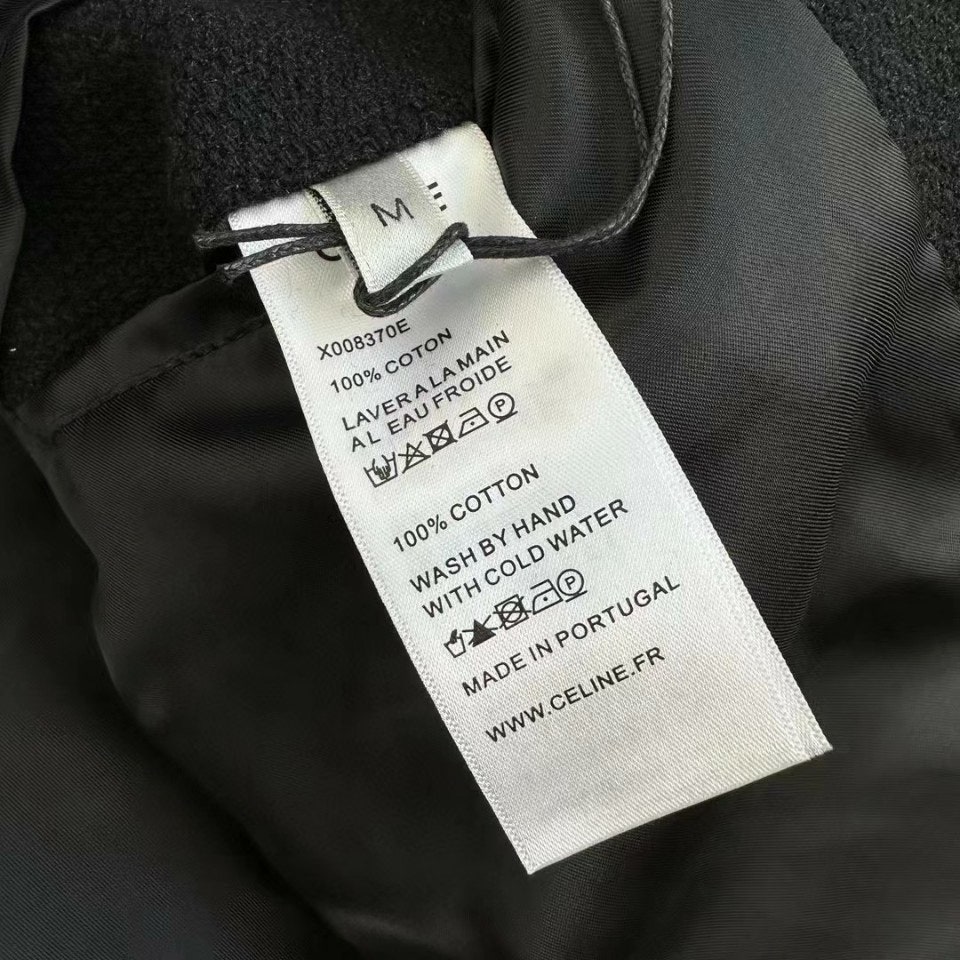 M
X008370E
100% COTON
LAVER A LA MAIN
A L EAU FROIDE
P
100% COTTON
WASH BY HAND
WITH COLD WATER
P
MADE IN PORTUGAL
WWW.CELINE.FR